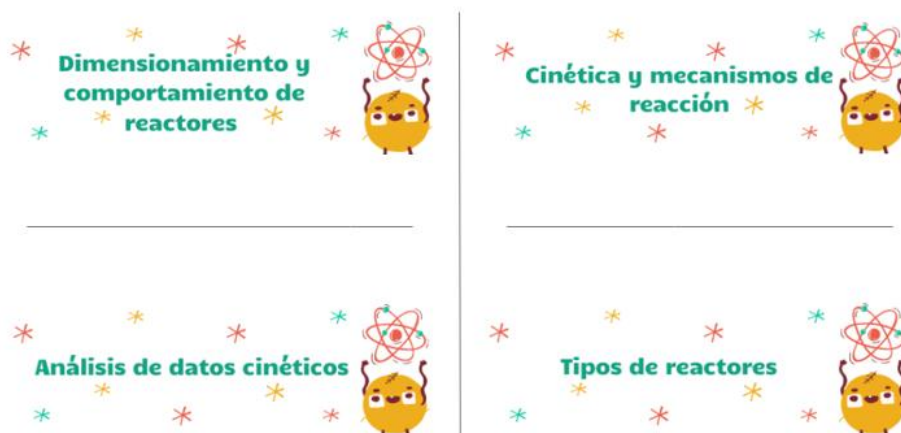 Dimensionamiento y
comportamiento de
reactores
Cinética y mecanismos de
reacción
Análisis de datos cinéticos
Tipos de reactores